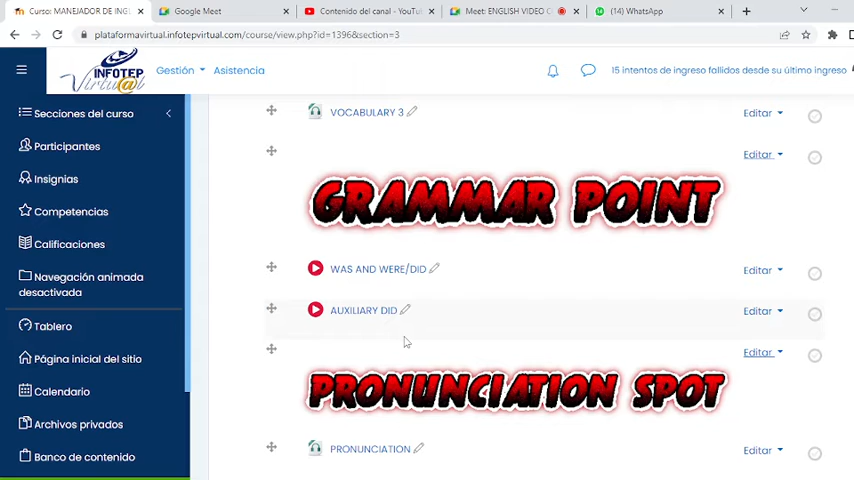 Curso: MANEJADOR DE INGL
Google Meet
Contenido del canal - YouTu
Meet: ENGLISH VIDEO C
(14) WhatsApp
plataformavirtual.infotepvirtual.com/course/view.php?id=1396&section=3
INFOTEP
Virtu@l
Gestión
Asistencia
15 intentos de ingreso fallidos desde su último ingreso
Secciones del curso
Participantes
Insignias
Competencias
Calificaciones
Navegación animada
desactivada
Tablero
Página inicial del sitio
Calendario
Archivos privados
Banco de contenido
VOCABULARY 3
Editar
Editar
GRAMMAR POINT
WAS AND WERE/DID
Editar
AUXILIARY DID
Editar
Editar
PRONUNCIATION SPOT
PRONUNCIATION
Editar